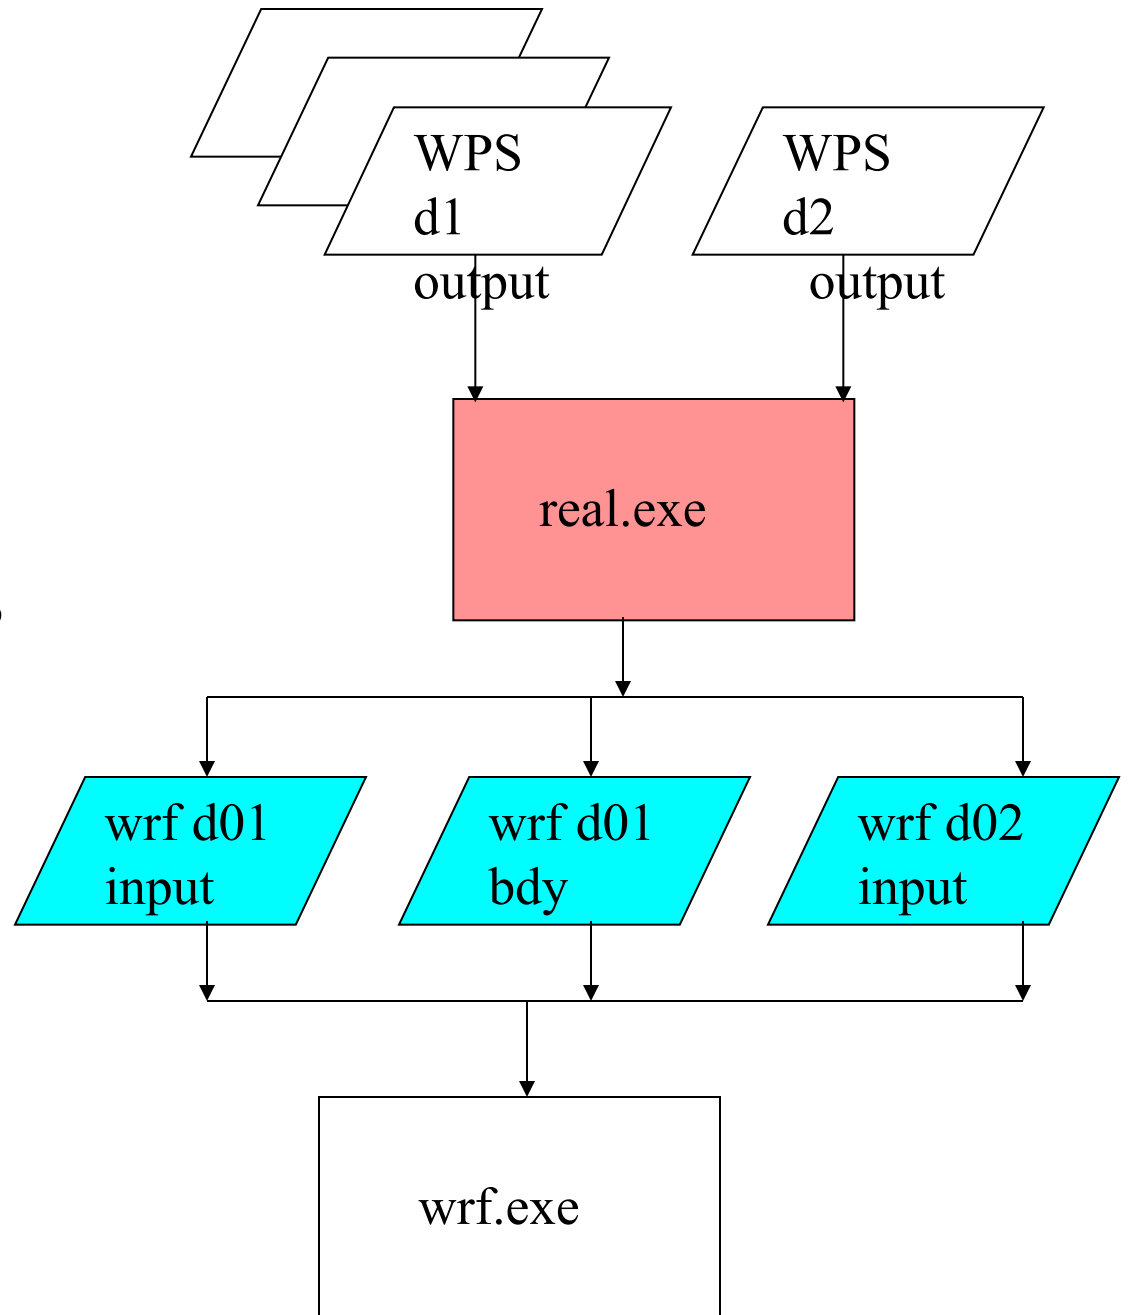 WPS
d1
output
WPS
d2
output
real.exe
wrf d01
input
wrf d01
bdy
wrf d02
input
wrf.exe